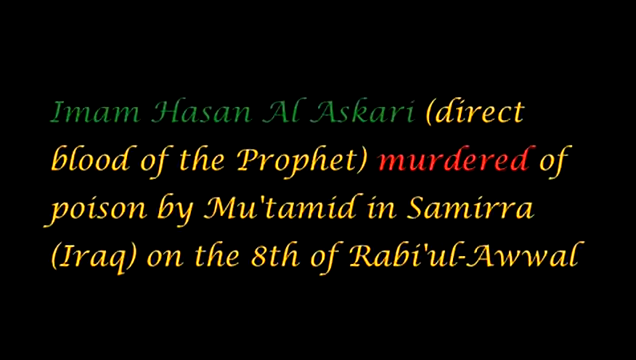 Imam Hasan Al Askari (direct
blood of the Prophet) murdered of
poison by Mu'tamid in Samirra
(Iraq) on the 8th of Rabi'ul-Awwal